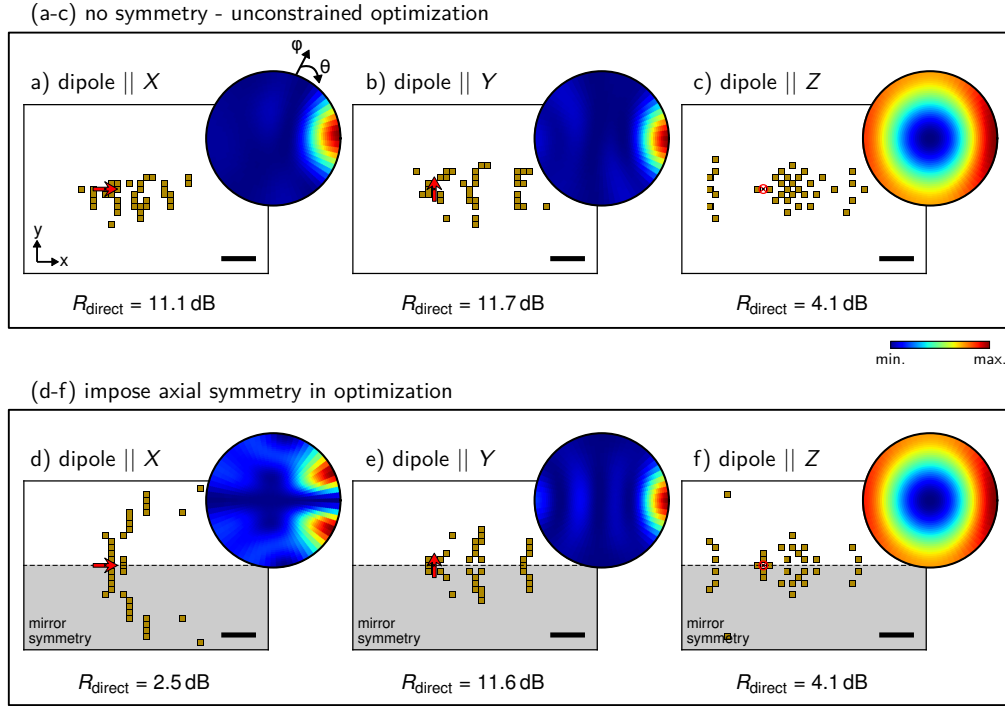 (a-c) no symmetry - unconstrained optimization
φ
θ
a) dipole || X
b) dipole || Y
c) dipole || Z
y
x
R_direct = 11.1 dB
R_direct = 11.7 dB
R_direct = 4.1 dB
min.
max.
(d-f) impose axial symmetry in optimization
d) dipole || X
e) dipole || Y
f) dipole || Z
mirror
symmetry
mirror
symmetry
mirror
symmetry
R_direct = 2.5 dB
R_direct = 11.6 dB
R_direct = 4.1 dB